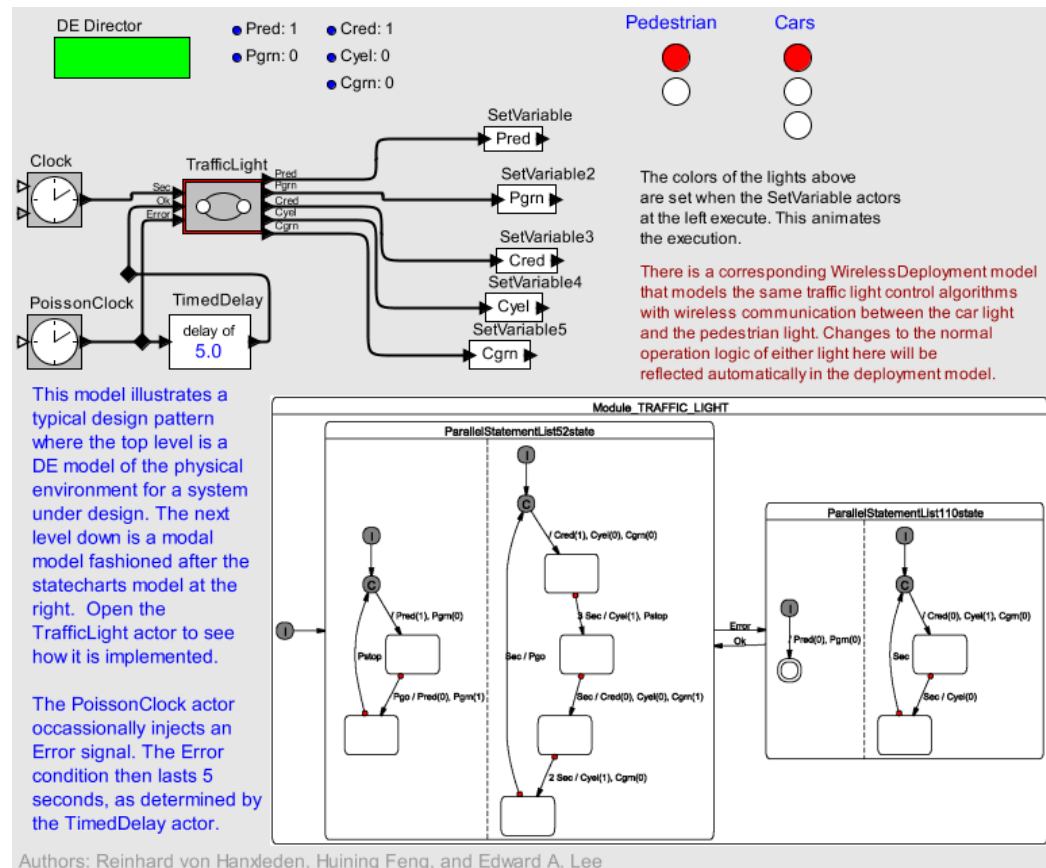 DE Director
Pred: 1
Pgrn: 0
Cred: 1
Cyel: 0
Cgrn: 0
Pedestrian
Cars
Clock
TrafficLight
Sec
Ok
Error
Pred
Pgrn
Cred
Cyel
Cgrn
SetVariable
Pred
SetVariable2
Pgrn
SetVariable3
Cred
SetVariable4
Cyel
SetVariable5
Cgrn
PoissonClock
TimedDelay
delay of
5.0
The colors of the lights above
are set when the SetVariable actors
at the left execute. This animates
the execution.
There is a corresponding WirelessDeployment model
that models the same traffic light control algorithms
with wireless communication between the car light
and the pedestrian light. Changes to the normal
operation logic of either light here will be
reflected automatically in the deployment model.
This model illustrates a
typical design pattern
where the top level is a
DE model of the physical
environment for a system
under design. The next
level down is a modal
model fashioned after the
statecharts model at the
right. Open the
TrafficLight actor to see
how it is implemented.
The PoissonClock actor
occassionally injects an
Error signal. The Error
condition then lasts 5
seconds, as determined by
the TimedDelay actor.
Module_TRAFFIC_LIGHT
ParallelStatementList52state
I
I
C
/ Pred(1), Pgrn(0)
Pstop
Pgo / Pred(0), Pgrn(1)
I
C
/ Cred(1), Cyel(0), Cgrn(0)
3 Sec / Cyel(1), Pstop
Sec / Pgo
Sec / Cred(0), Cyel(0), Cgrn(1)
2 Sec / Cyel(1), Cgrn(0)
Error
Ok
ParallelStatementList110state
I
/ Pred(0), Pgrn(0)
I
C
/ Cred(0), Cyel(1), Cgrn(0)
Sec
Sec / Cyel(0)
Authors: Reinhard von Hanxleden, Huining Feng, and Edward A. Lee